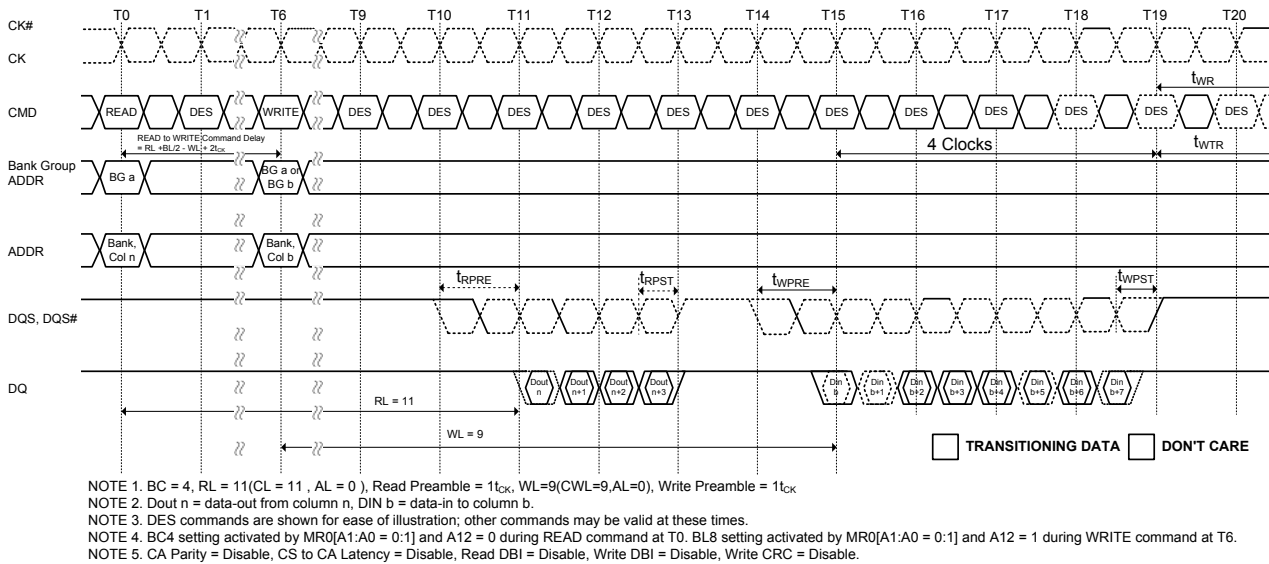 T0 T1 T6 T9 T10 T11 T12 T13 T14 T15 T16 T17 T18 T19 T20
CK#
CK
tWR
CMD READ DES WRITE DES DES DES DES DES DES DES DES DES DES DES DES
READ to WRITE Command Delay
= RL +BL/2 - WL + 2tCK
4 Clocks
tWTR
Bank Group
ADDR
BG a
BG a or
BG b
ADDR
Bank,
Col n
Bank,
Col b
tRPRE tRPST tWPRE tWPST
DQS, DQS#
DQ
Dout
n
Dout
n+1
Dout
n+2
Dout
n+3
Din
b
Din
b+1
Din
b+2
Din
b+3
Din
b+4
Din
b+5
Din
b+6
Din
b+7
RL = 11
WL = 9
TRANSITIONING DATA DON'T CARE
NOTE 1. BC = 4, RL = 11(CL = 11 , AL = 0 ), Read Preamble = 1tCK, WL=9(CWL=9,AL=0), Write Preamble = 1tCK
NOTE 2. Dout n = data-out from column n, DIN b = data-in to column b.
NOTE 3. DES commands are shown for ease of illustration; other commands may be valid at these times.
NOTE 4. BC4 setting activated by MR0[A1:A0 = 0:1] and A12 = 0 during READ command at T0. BL8 setting activated by MR0[A1:A0 = 0:1] and A12 = 1 during WRITE command at T6.
NOTE 5. CA Parity = Disable, CS to CA Latency = Disable, Read DBI = Disable, Write DBI = Disable, Write CRC = Disable.